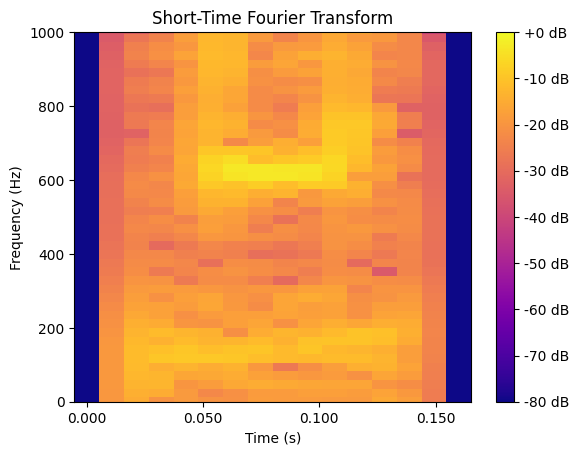 Short-Time Fourier Transform
Frequency (Hz)
1000
800
600
400
200
0
0.000
0.050
0.100
0.150
Time (s)
+0 dB
-10 dB
-20 dB
-30 dB
-40 dB
-50 dB
-60 dB
-70 dB
-80 dB